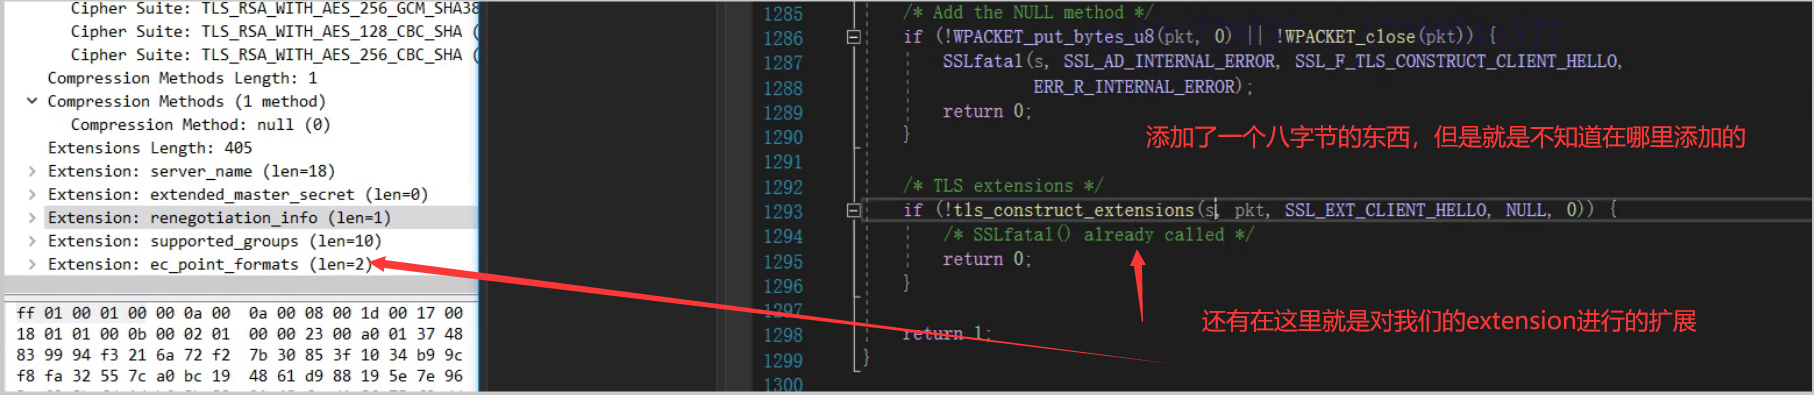 Cipher Suite: TLS_RSA_WITH_AES_256_GCM_SHA38
Cipher Suite: TLS_RSA_WITH_AES_128_CBC_SHA (
Cipher Suite: TLS_RSA_WITH_AES_256_CBC_SHA (
Compression Methods Length: 1
Compression Methods (1 method)
Compression Method: null (0)
Extensions Length: 405
Extension: server_name (len=18)
Extension: extended_master_secret (len=0)
Extension: renegotiation_info (len=1)
Extension: supported_groups (len=10)
Extension: ec_point_formats (len=2)
ff 01 00 01 00 00 0a 00 0a 00 08 00 1d 00 17 00
18 01 01 00 0b 00 02 01 00 00 23 00 a0 01 37 48
83 99 94 f3 21 6a 72 f2 7b 30 85 3f 10 34 b9 9c
f8 fa 32 55 7c a0 bc 19 48 61 d9 88 19 5e 7e 96
1285 /* Add the NULL method */
1286 if (!WPACKET_put_bytes_u8(pkt, 0) || !WPACKET_close(pkt)) {
1287 SSLfatal(s, SSL_AD_INTERNAL_ERROR, SSL_F_TLS_CONSTRUCT_CLIENT_HELLO,
1288 ERR_R_INTERNAL_ERROR);
1289 return 0;
1290 }
添加了一个八字节的东西，但是就是不知道在哪里添加的
1291
1292 /* TLS extensions */
1293 if (!tls_construct_extensions(s, pkt, SSL_EXT_CLIENT_HELLO, NULL, 0)) {
1294 /* SSLfatal() already called */
1295 return 0;
1296 }
1297
还有在这里就是对我们的extension进行的扩展
1298 return 1;
1299 }
1300